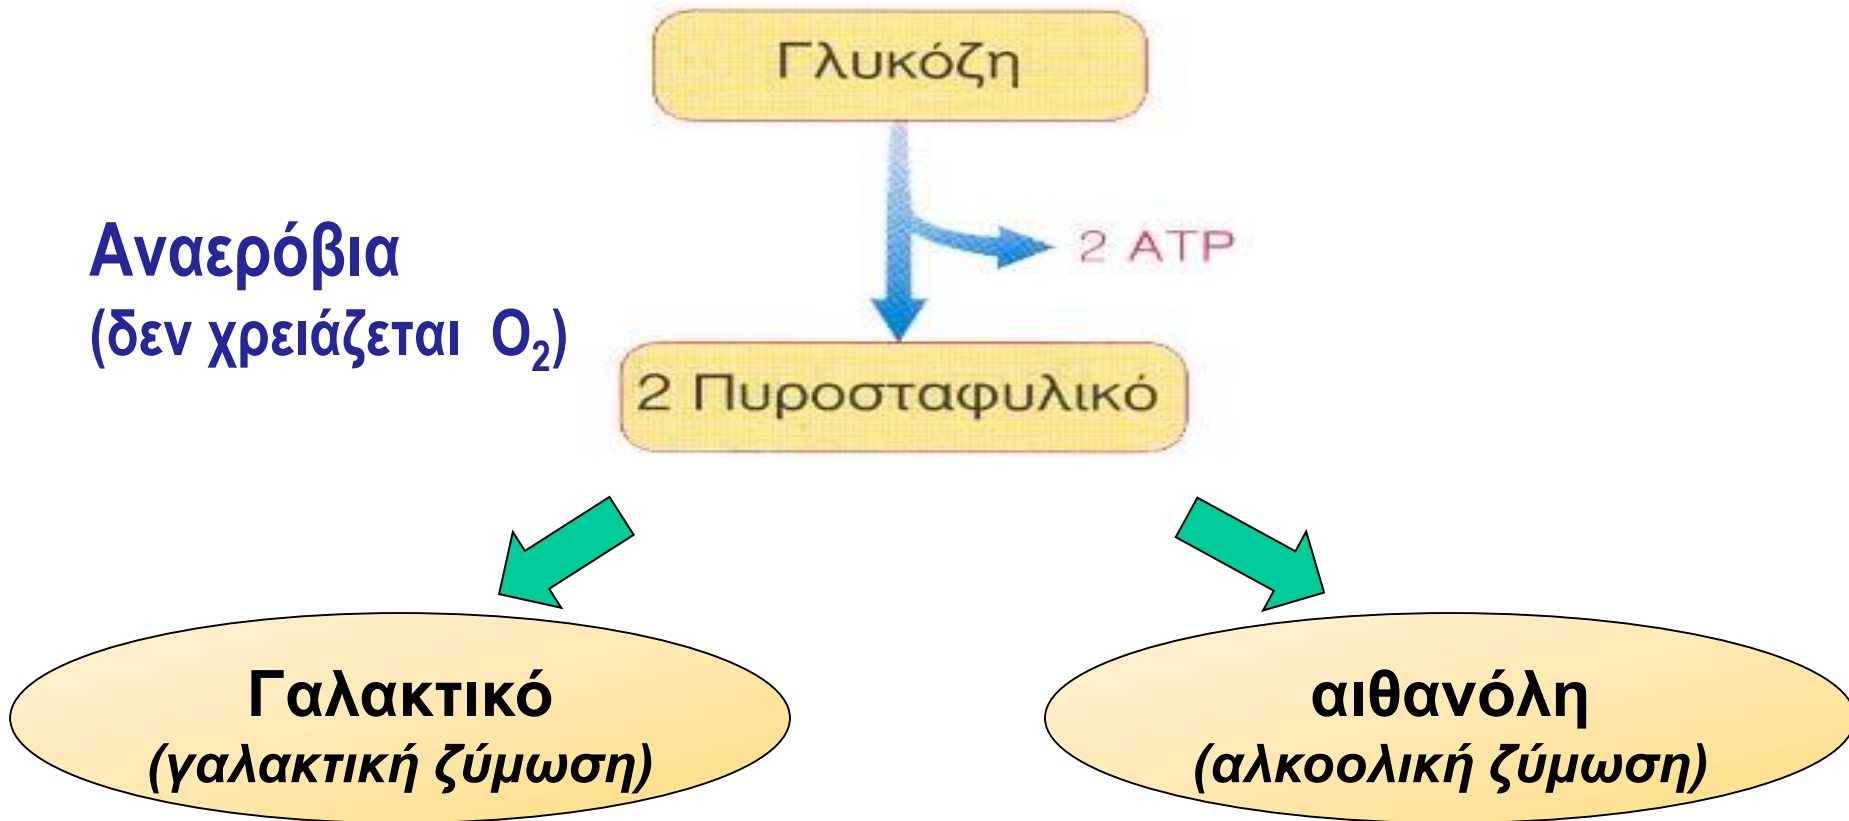 Γλυκόζη
2 ATP
Αναερόβια
(δεν χρειάζεται O₂)
2 Πυροσταφυλικό
Γαλακτικό
(γαλακτική ζύμωση)
αιθανόλη
(αλκοολική ζύμωση)